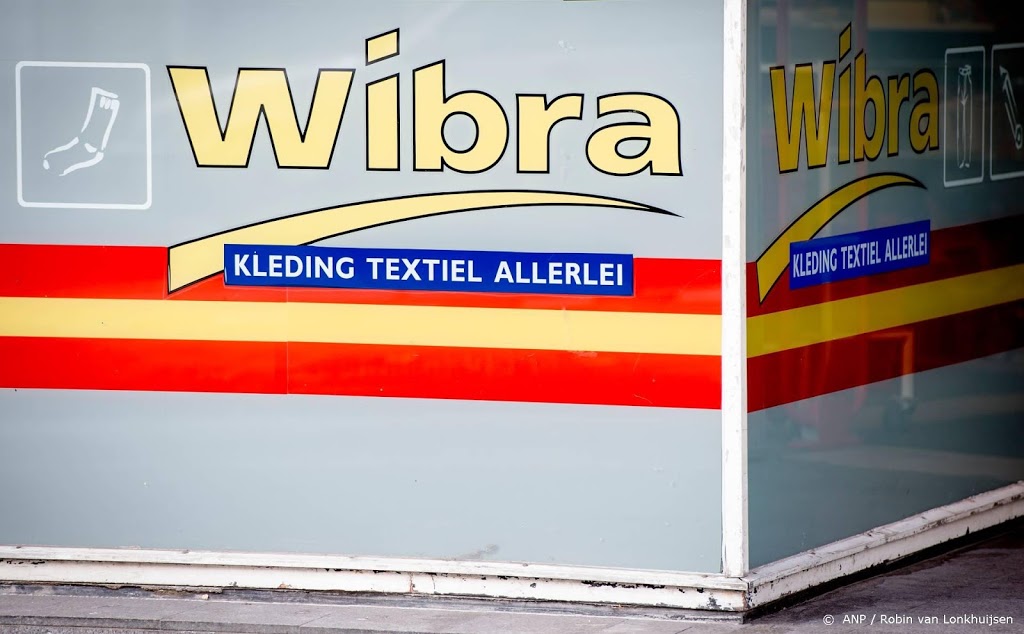 Wibra
KLEDING TEXTIEL ALLERLEI
Wibra
KLEDING TEXTIEL ALLERLEI
© ANP / Robin van Lonkhuijsen